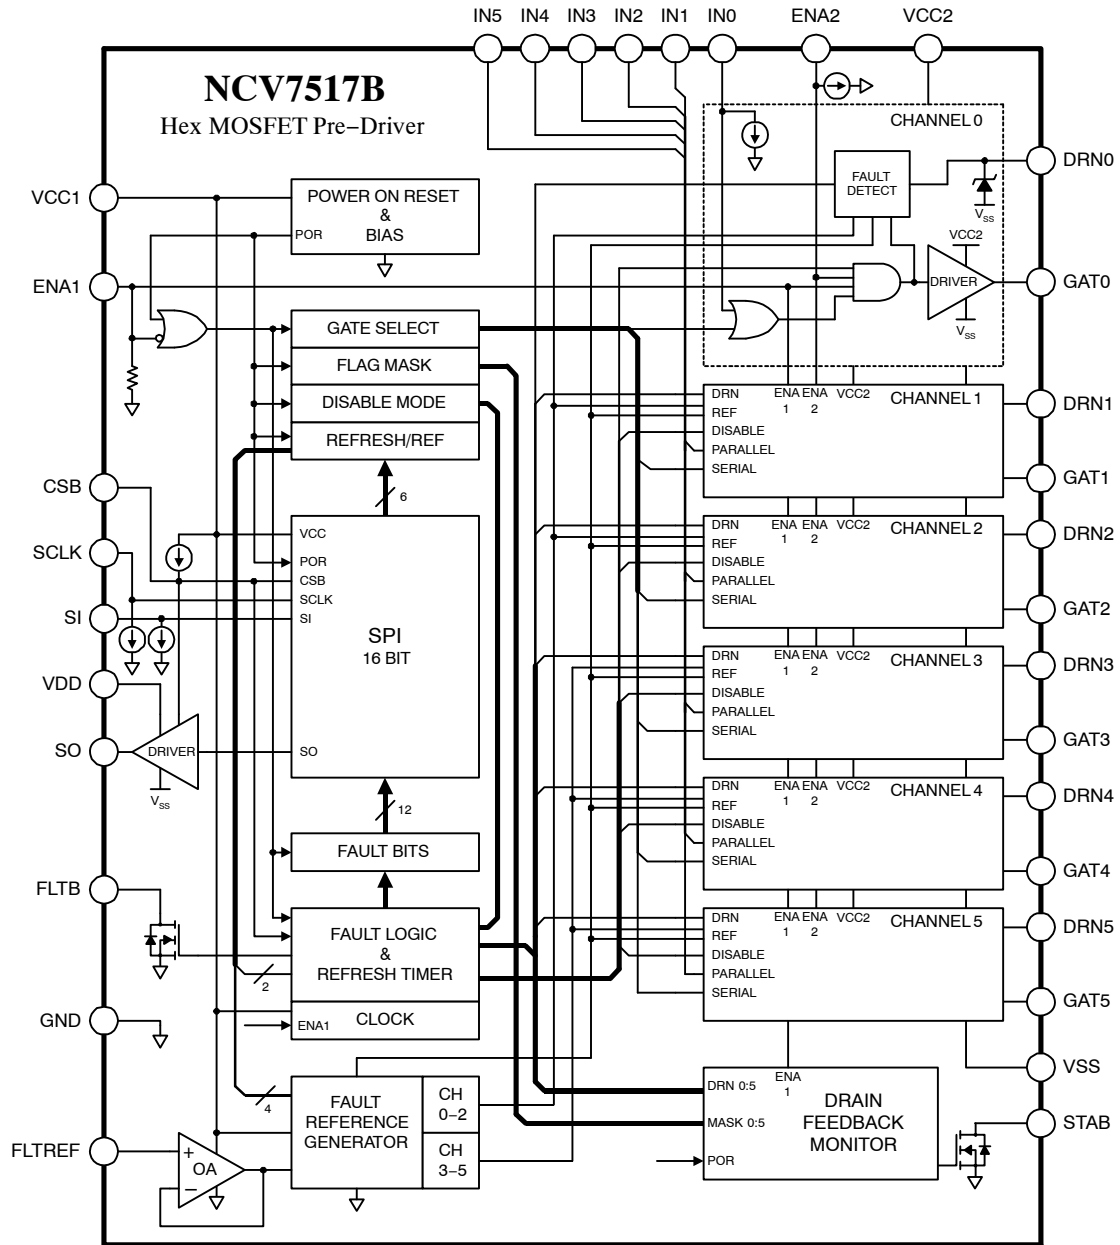 IN5 IN4 IN3 IN2 IN1 IN0 ENA2 VCC2
NCV7517B
Hex MOSFET Pre−Driver
CHANNEL 0
DRN0
FAULT
DETECT
VSS
VCC2
DRIVER
VSS
GAT0
VCC1
POWER ON RESET
&
BIAS
POR
ENA1
GATE SELECT
FLAG MASK
DISABLE MODE
REFRESH/REF
6
CSB
SCLK
SI
VDD
SO
VCC
POR
CSB
SCLK
SI
SPI
16 BIT
SO
DRIVER
VSS
12
FAULT BITS
FLTB
FAULT LOGIC
&
REFRESH TIMER
2
GND
CLOCK
ENA1
4
FAULT
REFERENCE
GENERATOR
CH
0−2
CH
3−5
FLTREF
+
OA
−
DRN
REF
DISABLE
PARALLEL
SERIAL
ENA
1
ENA
2
VCC2
CHANNEL 1
DRN1
GAT1
DRN
REF
DISABLE
PARALLEL
SERIAL
ENA
1
ENA
2
VCC2
CHANNEL 2
DRN2
GAT2
DRN
REF
DISABLE
PARALLEL
SERIAL
ENA
1
ENA
2
VCC2
CHANNEL 3
DRN3
GAT3
DRN
REF
DISABLE
PARALLEL
SERIAL
ENA
1
ENA
2
VCC2
CHANNEL 4
DRN4
GAT4
DRN
REF
DISABLE
PARALLEL
SERIAL
ENA
1
ENA
2
VCC2
CHANNEL 5
DRN5
GAT5
VSS
ENA
1
DRN 0:5
MASK 0:5
POR
DRAIN
FEEDBACK
MONITOR
STAB